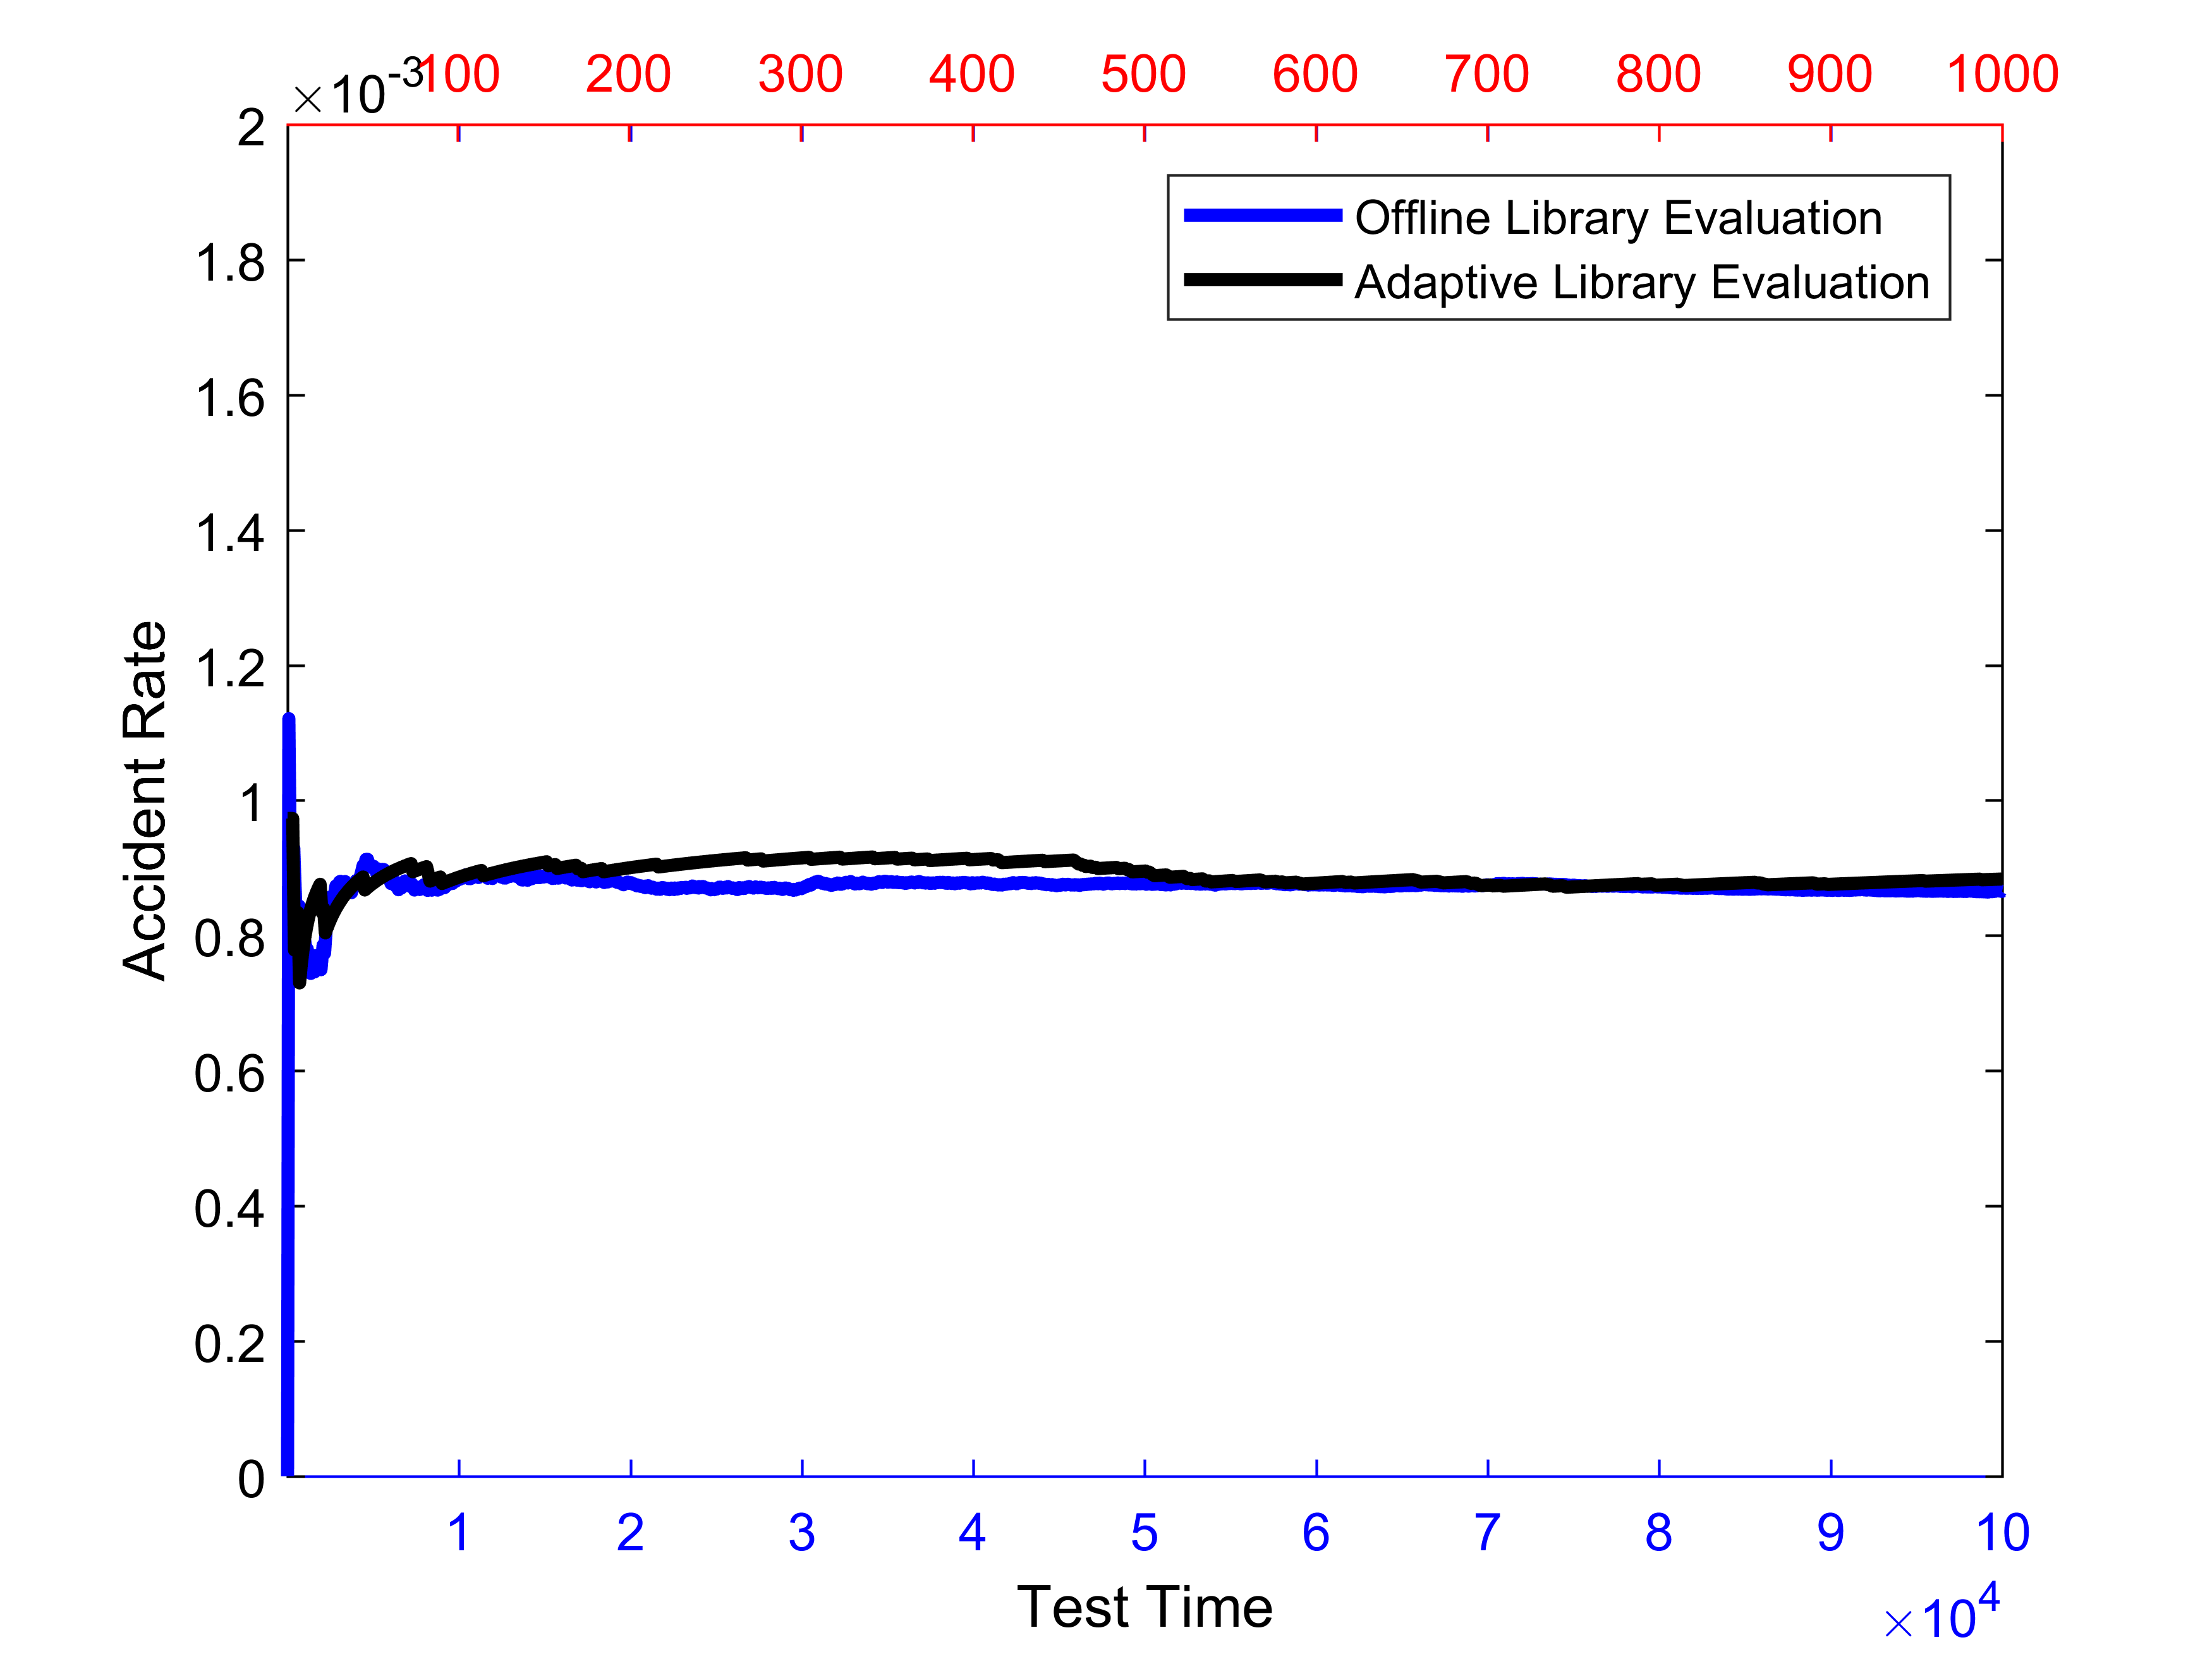 ×10-3
100 200 300 400 500 600 700 800 900 1000
2
1.8
1.6
1.4
1.2
1
0.8
0.6
0.4
0.2
0
Offline Library Evaluation
Adaptive Library Evaluation
Accident Rate
1 2 3 4 5 6 7 8 9 10
Test Time
×104